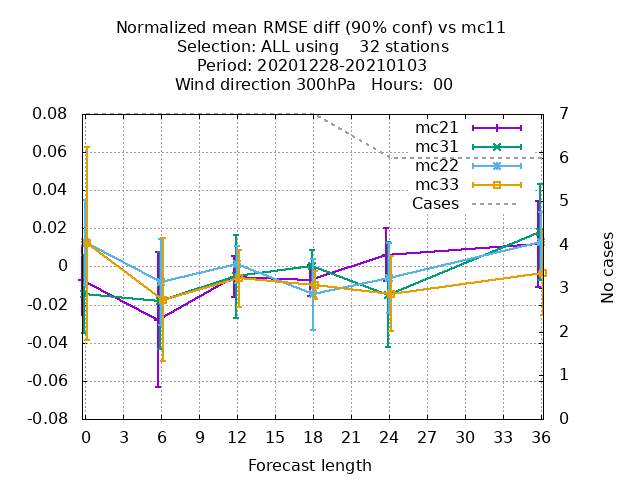 Normalized mean RMSE diff (90% conf) vs mc11
Selection: ALL using    32 stations
Period: 20201228-20210103
Wind direction 300hPa   Hours:  00
0.08
0.06
0.04
0.02
0
-0.02
-0.04
-0.06
-0.08
mc21
mc31
mc22
mc33
Cases
7
6
5
4
3
2
1
0
No cases
0 3 6 9 12 15 18 21 24 27 30 33 36
Forecast length